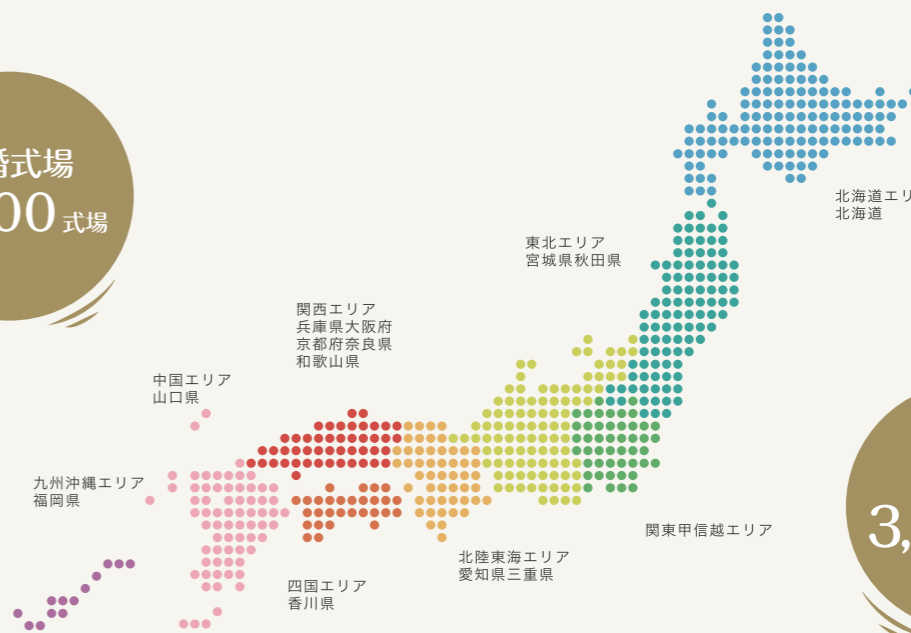 婚式場
00 式場
北海道エリ
北海道
東北エリア
宮城県秋田県
関西エリア
兵庫県大阪府
京都府奈良県
和歌山県
中国エリア
山口県
九州沖縄エリア
福岡県
関東甲信越エリア
北陸東海エリア
愛知県三重県
四国エリア
香川県
3,